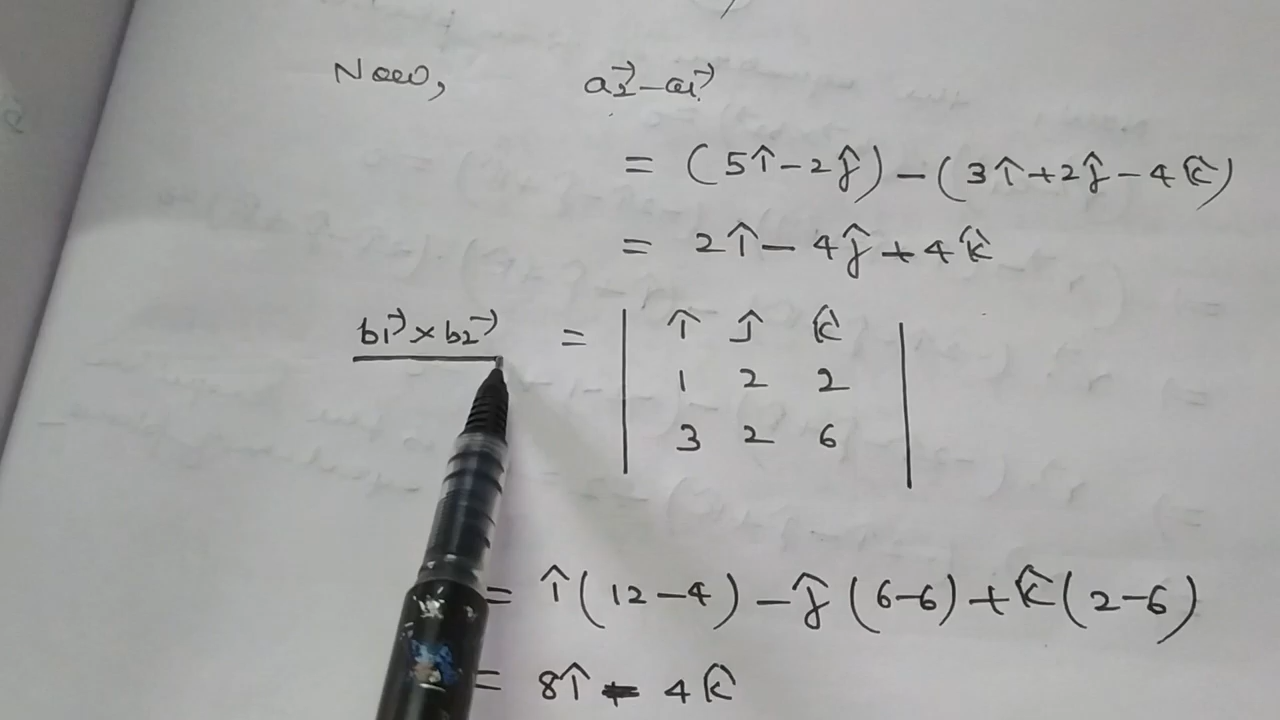 Now, a₂⃗ - a₁⃗
= (5î - 2ĵ) - (3î + 2ĵ - 4k̂)
= 2î - 4ĵ + 4k̂
b₁⃗ × b₂⃗ = | î ĵ k̂ |
1 2 2
3 2 6
= î(12 - 4) - ĵ(6 - 6) + k̂(2 - 6)
= 8î - 4k̂